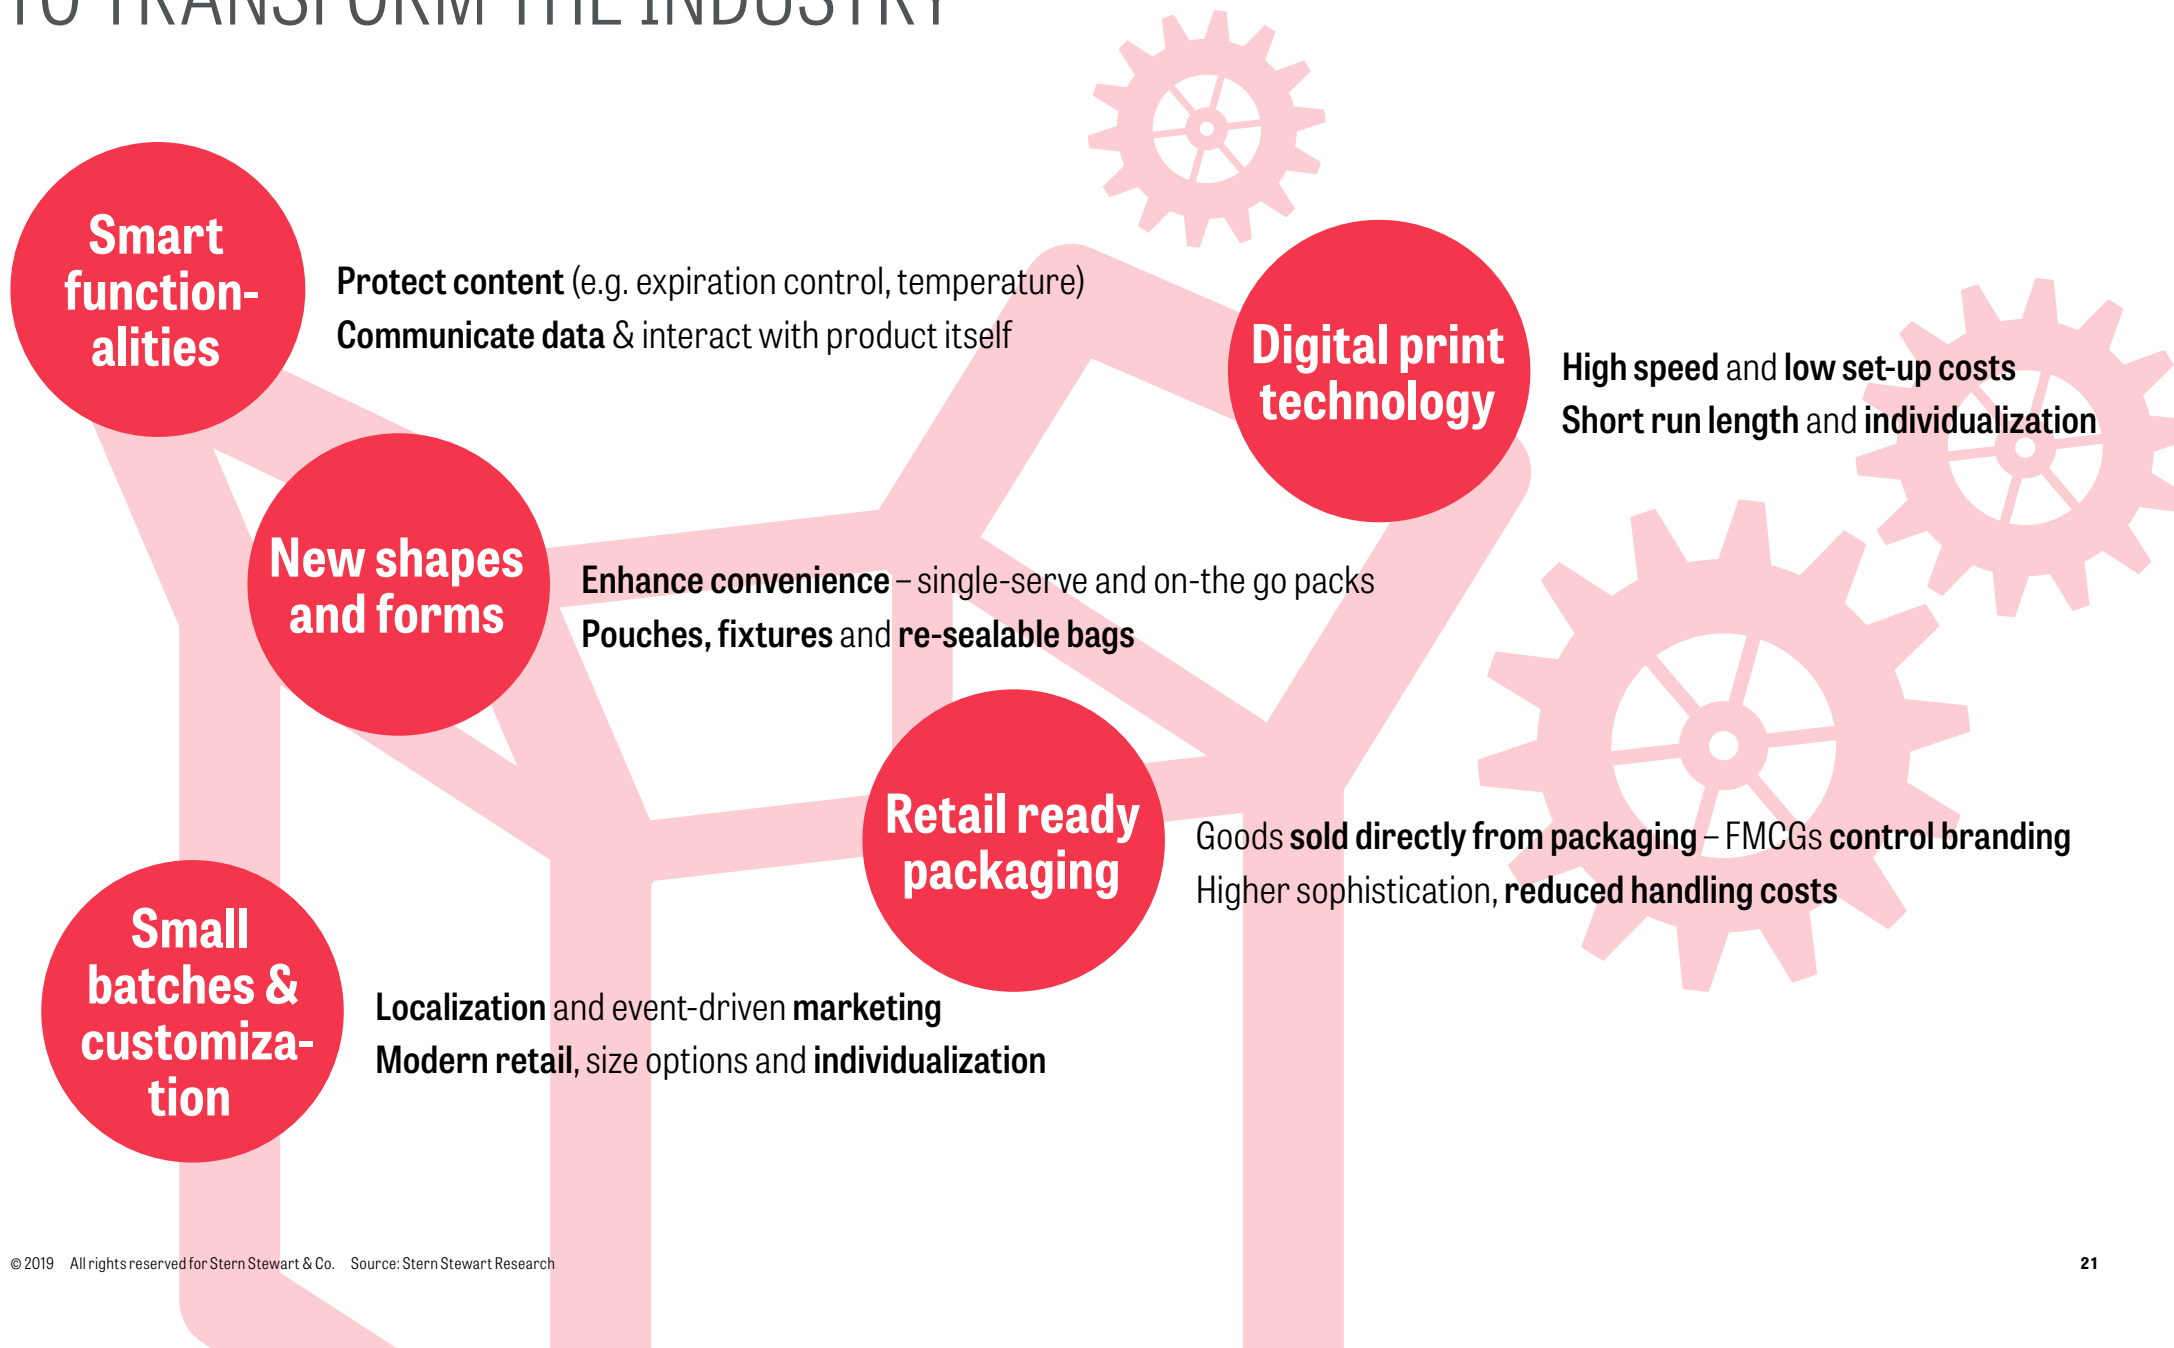 TO TRANSFORM THE INDUSTRY
Smart
function-
alities
Protect content (e.g. expiration control, temperature)
Communicate data & interact with product itself
Digital print
technology
High speed and low set-up costs
Short run length and individualization
New shapes
and forms
Enhance convenience – single-serve and on-the go packs
Pouches, fixtures and re-sealable bags
Retail ready
packaging
Goods sold directly from packaging – FMCGs control branding
Higher sophistication, reduced handling costs
Small
batches &
customiza-
tion
Localization and event-driven marketing
Modern retail, size options and individualization
© 2019 All rights reserved for Stern Stewart & Co. Source: Stern Stewart Research
21